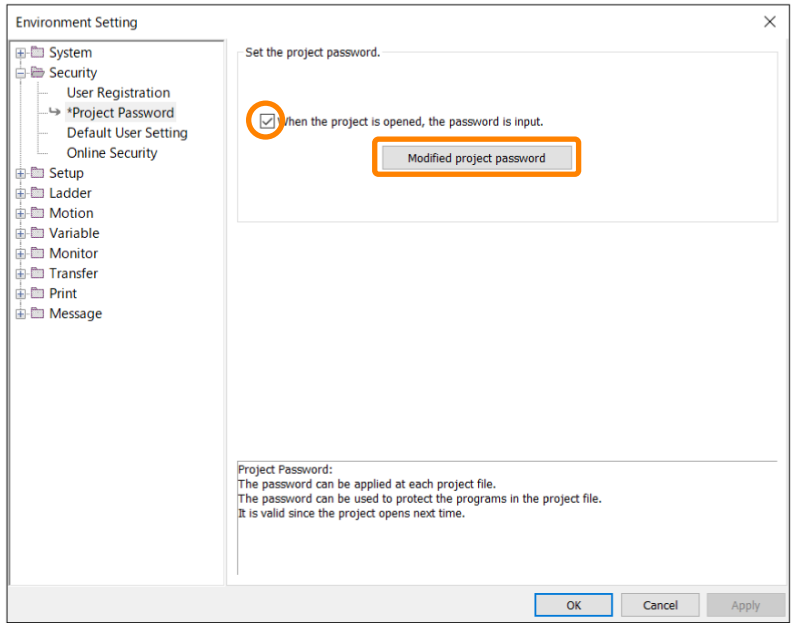 Environment Setting
System
Security
User Registration
*Project Password
Default User Setting
Online Security
Setup
Ladder
Motion
Variable
Monitor
Transfer
Print
Message
Set the project password.
When the project is opened, the password is input.
Modified project password
Project Password:
The password can be applied at each project file.
The password can be used to protect the programs in the project file.
It is valid since the project opens next time.
OK Cancel Apply